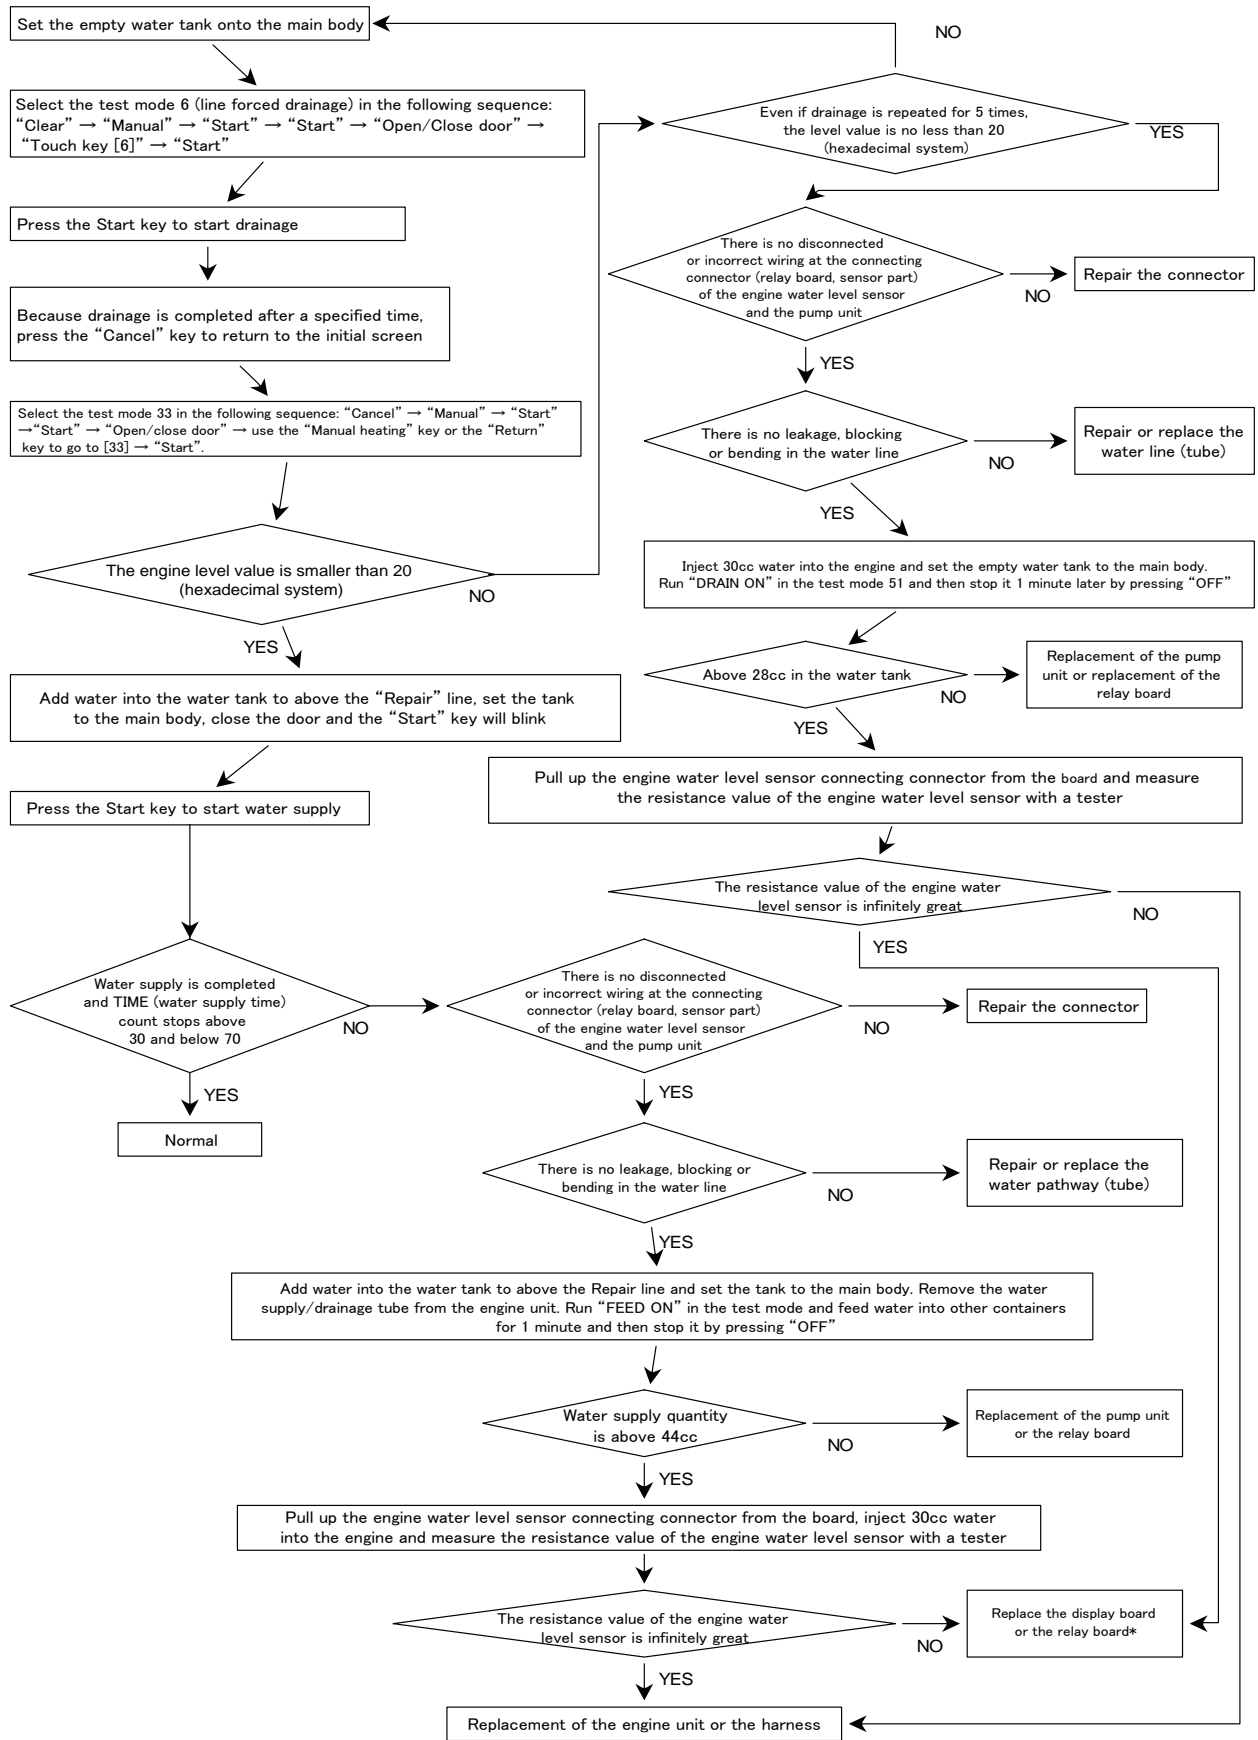 Set the empty water tank onto the main body
Select the test mode 6 (line forced drainage) in the following sequence:
“Clear” → “Manual” → “Start” → “Start” → “Open/Close door” →
“Touch key [6]” → “Start”
Press the Start key to start drainage
Because drainage is completed after a specified time,
press the “Cancel” key to return to the initial screen
Select the test mode 33 in the following sequence: “Cancel” → “Manual” → “Start”
→“Start” → “Open/close door” → use the “Manual heating” key or the “Return”
key to go to [33] → “Start”.
The engine level value is smaller than 20
(hexadecimal system)
NO
YES
Add water into the water tank to above the “Repair” line, set the tank
to the main body, close the door and the “Start” key will blink
Press the Start key to start water supply
Water supply is completed
and TIME (water supply time)
count stops above
30 and below 70
NO
YES
Normal
NO
Even if drainage is repeated for 5 times,
the level value is no less than 20
(hexadecimal system)
YES
There is no disconnected
or incorrect wiring at the connecting
connector (relay board, sensor part)
of the engine water level sensor
and the pump unit
NO
Repair the connector
YES
There is no leakage, blocking
or bending in the water line
NO
Repair or replace the
water line (tube)
YES
Inject 30cc water into the engine and set the empty water tank to the main body.
Run “DRAIN ON” in the test mode 51 and then stop it 1 minute later by pressing “OFF”
Above 28cc in the water tank
NO
Replacement of the pump
unit or replacement of the
relay board
YES
Pull up the engine water level sensor connecting connector from the board and measure
the resistance value of the engine water level sensor with a tester
The resistance value of the engine water
level sensor is infinitely great
NO
YES
There is no disconnected
or incorrect wiring at the connecting
connector (relay board, sensor part)
of the engine water level sensor
and the pump unit
NO
Repair the connector
YES
There is no leakage, blocking or
bending in the water line
NO
Repair or replace the
water pathway (tube)
YES
Add water into the water tank to above the Repair line and set the tank to the main body. Remove the water
supply/drainage tube from the engine unit. Run “FEED ON” in the test mode and feed water into other containers
for 1 minute and then stop it by pressing “OFF”
Water supply quantity
is above 44cc
NO
Replacement of the pump unit
or the relay board
YES
Pull up the engine water level sensor connecting connector from the board, inject 30cc water
into the engine and measure the resistance value of the engine water level sensor with a tester
The resistance value of the engine water
level sensor is infinitely great
NO
Replace the display board
or the relay board*
YES
Replacement of the engine unit or the harness